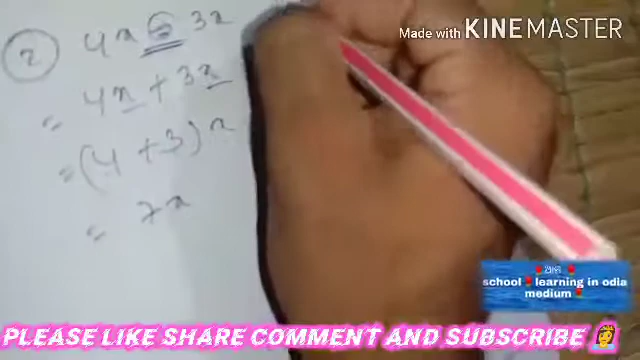 Made with KINEMASTER
② 4x ও 3x
= 4x + 3x
= (4 + 3) x
= 7x
ଆମ
school learning in odia
medium
PLEASE LIKE SHARE COMMENT AND SUBSCRIBE